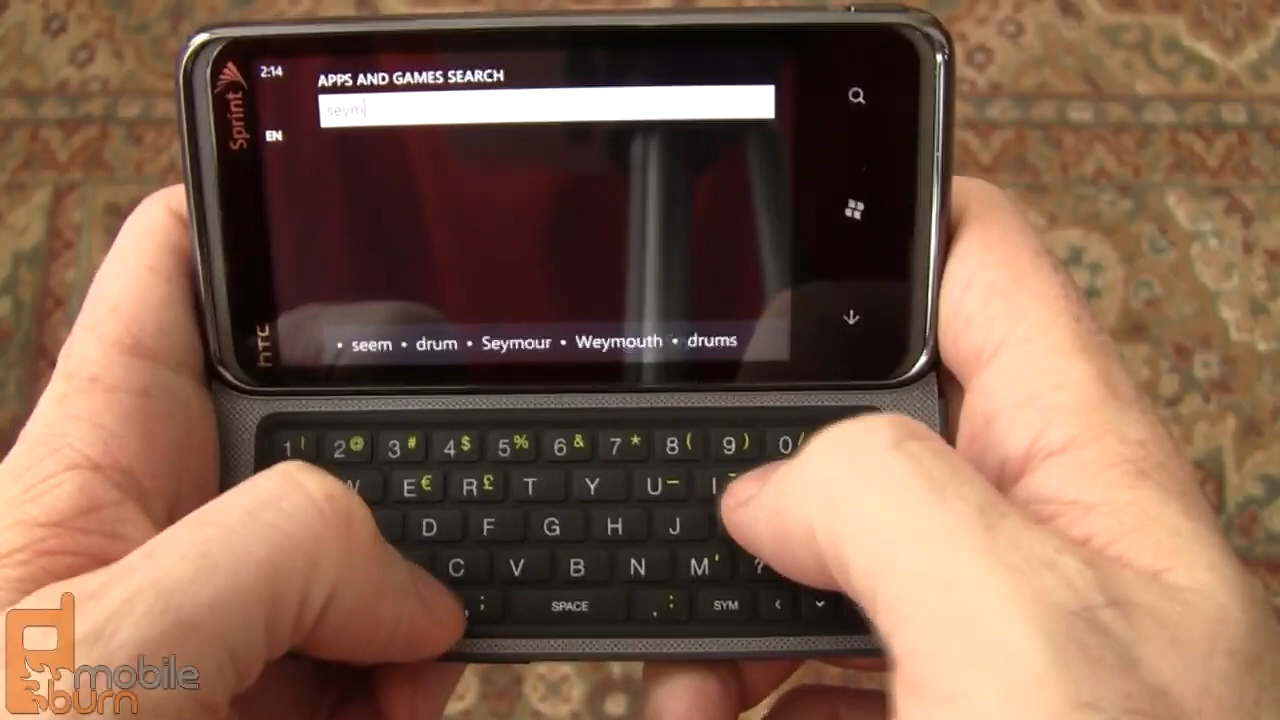 Sprint
2:14
EN
APPS AND GAMES SEARCH
seym
• seem • drum • Seymour • Weymouth • drums
hTC
1 ! 2 @ 3 # 4 $ 5 % 6 & 7 * 8 ( 9 ) 0
W E € R £ T Y U I
D F G H J
C V B N M ' ?
, ; SPACE . : SYM
mobile
burn